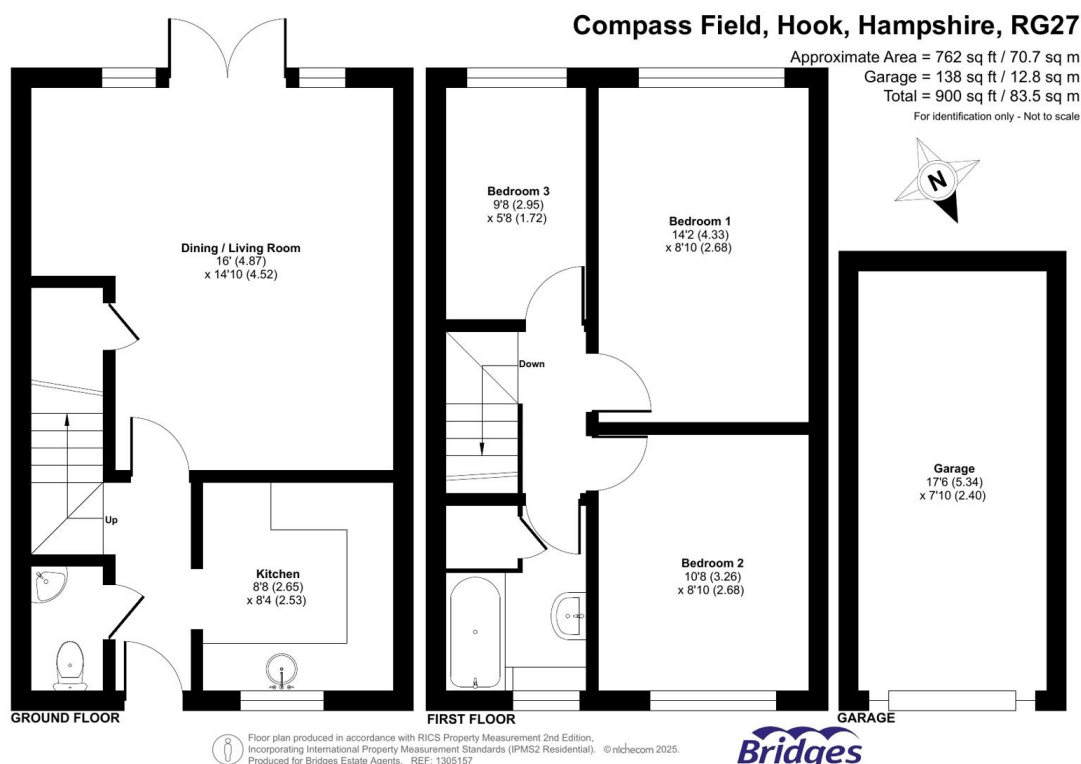 Compass Field, Hook, Hampshire, RG27
Approximate Area = 762 sq ft / 70.7 sq m
Garage = 138 sq ft / 12.8 sq m
Total = 900 sq ft / 83.5 sq m
For identification only - Not to scale
N
Dining / Living Room
16' (4.87)
x 14'10 (4.52)
Up
Kitchen
8'8 (2.65)
x 8'4 (2.53)
GROUND FLOOR
Bedroom 3
9'8 (2.95)
x 5'8 (1.72)
Bedroom 1
14'2 (4.33)
x 8'10 (2.68)
Down
Bedroom 2
10'8 (3.26)
x 8'10 (2.68)
FIRST FLOOR
Garage
17'6 (5.34)
x 7'10 (2.40)
GARAGE
Floor plan produced in accordance with RICS Property Measurement 2nd Edition,
Incorporating International Property Measurement Standards (IPMS2 Residential). © nichecom 2025.
Produced for Bridges Estate Agents. REF: 1305157
Bridges